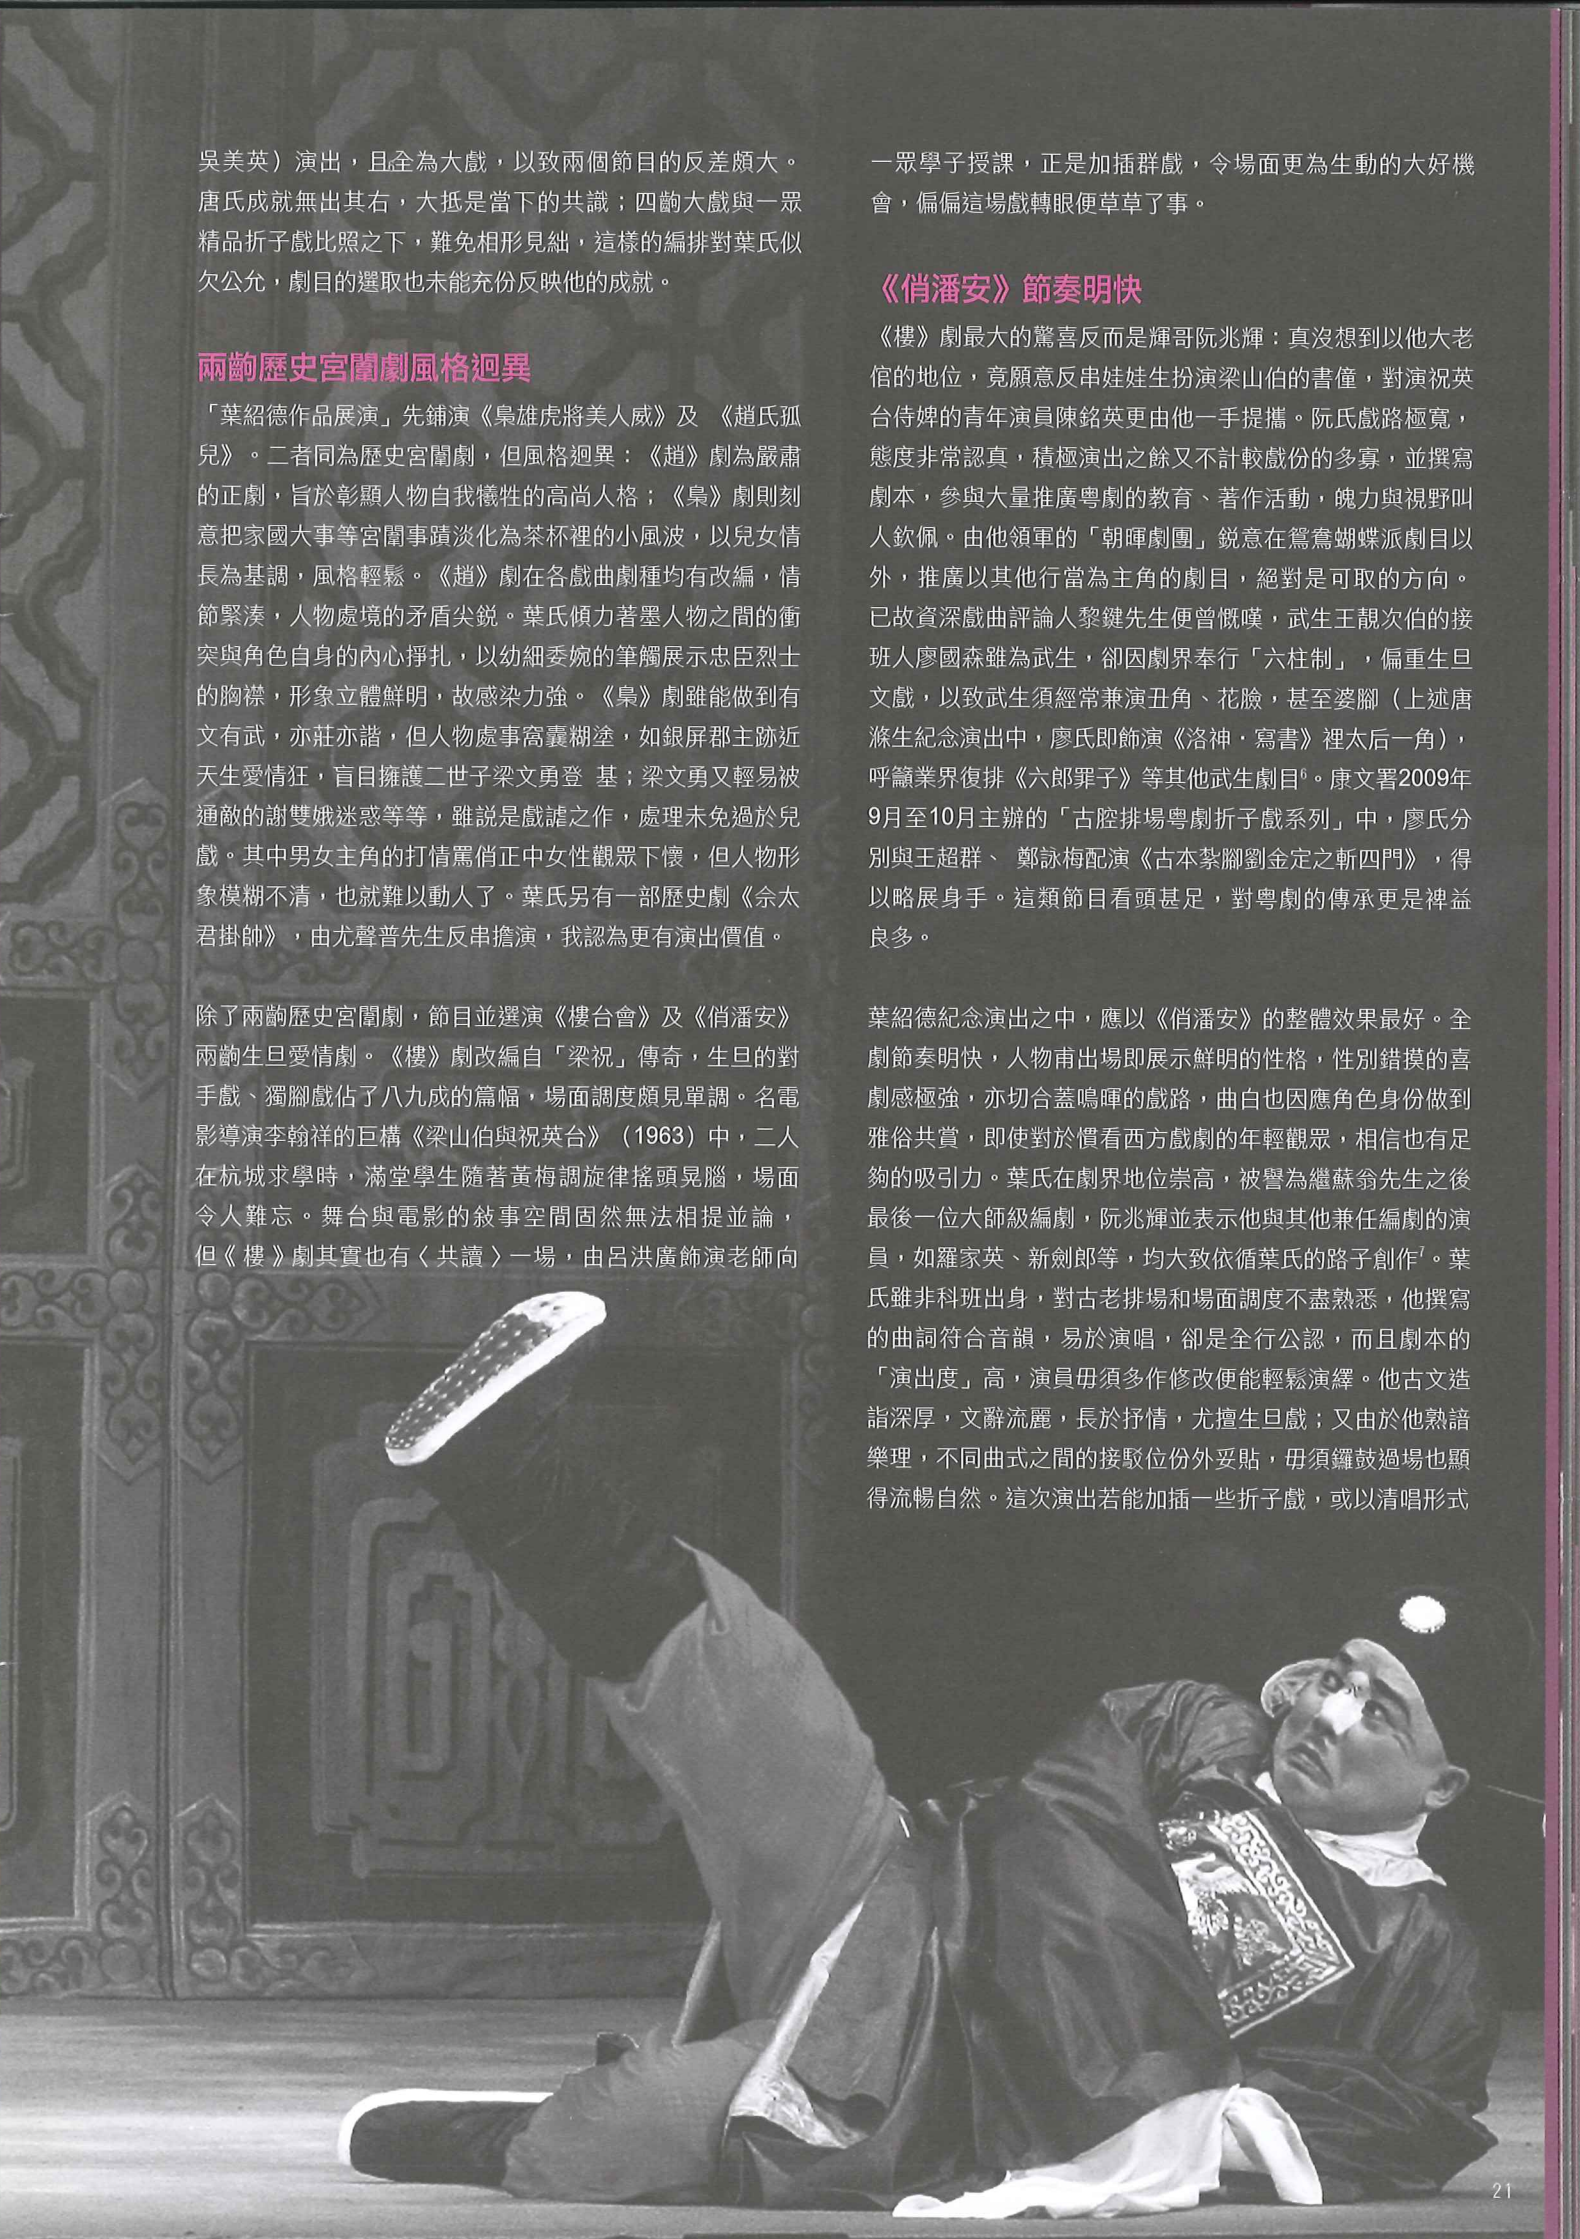 吳美英）演出，且全為大戲，以致兩個節目的反差頗大。
唐氏成就無出其右，大抵是當下的共識；四齣大戲與一眾
精品折子戲比照之下，難免相形見絀，這樣的編排對葉氏似
欠公允，劇目的選取也未能充份反映他的成就。
兩齣歷史宮闈劇風格迥異
「葉紹德作品展演」先鋪演《梟雄虎將美人威》及 《趙氏孤
兒》。二者同為歷史宮闈劇，但風格迥異：《趙》劇為嚴肅
的正劇，旨於彰顯人物自我犧牲的高尚人格；《梟》劇則刻
意把家國大事等宮闈事蹟淡化為茶杯裡的小風波，以兒女情
長為基調，風格輕鬆。《趙》劇在各戲曲劇種均有改編，情
節緊湊，人物處境的矛盾尖銳。葉氏傾力著墨人物之間的衝
突與角色自身的內心掙扎，以幼細委婉的筆觸展示忠臣烈士
的胸襟，形象立體鮮明，故感染力強。《梟》劇雖能做到有
文有武，亦莊亦諧，但人物處事窩囊糊塗，如銀屏郡主跡近
天生愛情狂，盲目擁護二世子梁文勇登 基；梁文勇又輕易被
通敵的謝雙娥迷惑等等，雖說是戲謔之作，處理未免過於兒
戲。其中男女主角的打情罵俏正中女性觀眾下懷，但人物形
象模糊不清，也就難以動人了。葉氏另有一部歷史劇《佘太
君掛帥》，由尤聲普先生反串擔演，我認為更有演出價值。
除了兩齣歷史宮闈劇，節目並選演《樓台會》及《俏潘安》
兩齣生旦愛情劇。《樓》劇改編自「梁祝」傳奇，生旦的對
手戲、獨腳戲佔了八九成的篇幅，場面調度頗見單調。名電
影導演李翰祥的巨構《梁山伯與祝英台》（1963）中，二人
在杭城求學時，滿堂學生隨著黃梅調旋律搖頭晃腦，場面
令人難忘。舞台與電影的敍事空間固然無法相提並論，
但《樓》劇其實也有〈共讀〉一場，由呂洪廣飾演老師向
一眾學子授課，正是加插群戲，令場面更為生動的大好機
會，偏偏這場戲轉眼便草草了事。
《俏潘安》節奏明快
《樓》劇最大的驚喜反而是輝哥阮兆輝：真沒想到以他大老
倌的地位，竟願意反串娃娃生扮演梁山伯的書僮，對演祝英
台侍婢的青年演員陳銘英更由他一手提攜。阮氏戲路極寬，
態度非常認真，積極演出之餘又不計較戲份的多寡，並撰寫
劇本，參與大量推廣粵劇的教育、著作活動，魄力與視野叫
人欽佩。由他領軍的「朝暉劇團」銳意在鴛鴦蝴蝶派劇目以
外，推廣以其他行當為主角的劇目，絕對是可取的方向。
已故資深戲曲評論人黎鍵先生便曾慨嘆，武生王靚次伯的接
班人廖國森雖為武生，卻因劇界奉行「六柱制」，偏重生旦
文戲，以致武生須經常兼演丑角、花臉，甚至婆腳（上述唐
滌生紀念演出中，廖氏即飾演《洛神‧寫書》裡太后一角），
呼籲業界復排《六郎罪子》等其他武生劇目⁶。康文署2009年
9月至10月主辦的「古腔排場粵劇折子戲系列」中，廖氏分
別與王超群、 鄭詠梅配演《古本紮腳劉金定之斬四門》，得
以略展身手。這類節目看頭甚足，對粵劇的傳承更是裨益
良多。
葉紹德紀念演出之中，應以《俏潘安》的整體效果最好。全
劇節奏明快，人物甫出場即展示鮮明的性格，性別錯摸的喜
劇感極強，亦切合蓋鳴暉的戲路，曲白也因應角色身份做到
雅俗共賞，即使對於慣看西方戲劇的年輕觀眾，相信也有足
夠的吸引力。葉氏在劇界地位崇高，被譽為繼蘇翁先生之後
最後一位大師級編劇，阮兆輝並表示他與其他兼任編劇的演
員，如羅家英、新劍郎等，均大致依循葉氏的路子創作⁷。葉
氏雖非科班出身，對古老排場和場面調度不盡熟悉，他撰寫
的曲詞符合音韻，易於演唱，卻是全行公認，而且劇本的
「演出度」高，演員毋須多作修改便能輕鬆演繹。他古文造
詣深厚，文辭流麗，長於抒情，尤擅生旦戲；又由於他熟諳
樂理，不同曲式之間的接駁位份外妥貼，毋須鑼鼓過場也顯
得流暢自然。這次演出若能加插一些折子戲，或以清唱形式
21